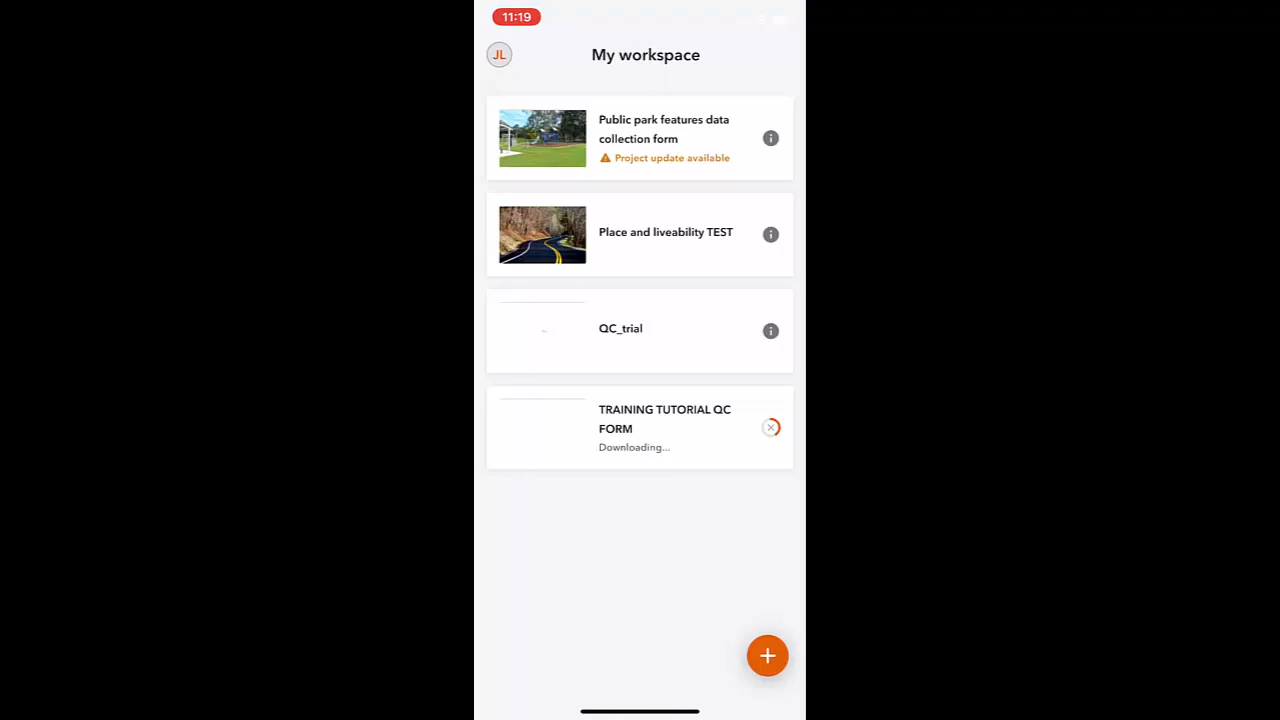 11:19
JL
My workspace
Public park features data
collection form
Project update available
Place and liveability TEST
QC_trial
TRAINING TUTORIAL QC
FORM
Downloading...